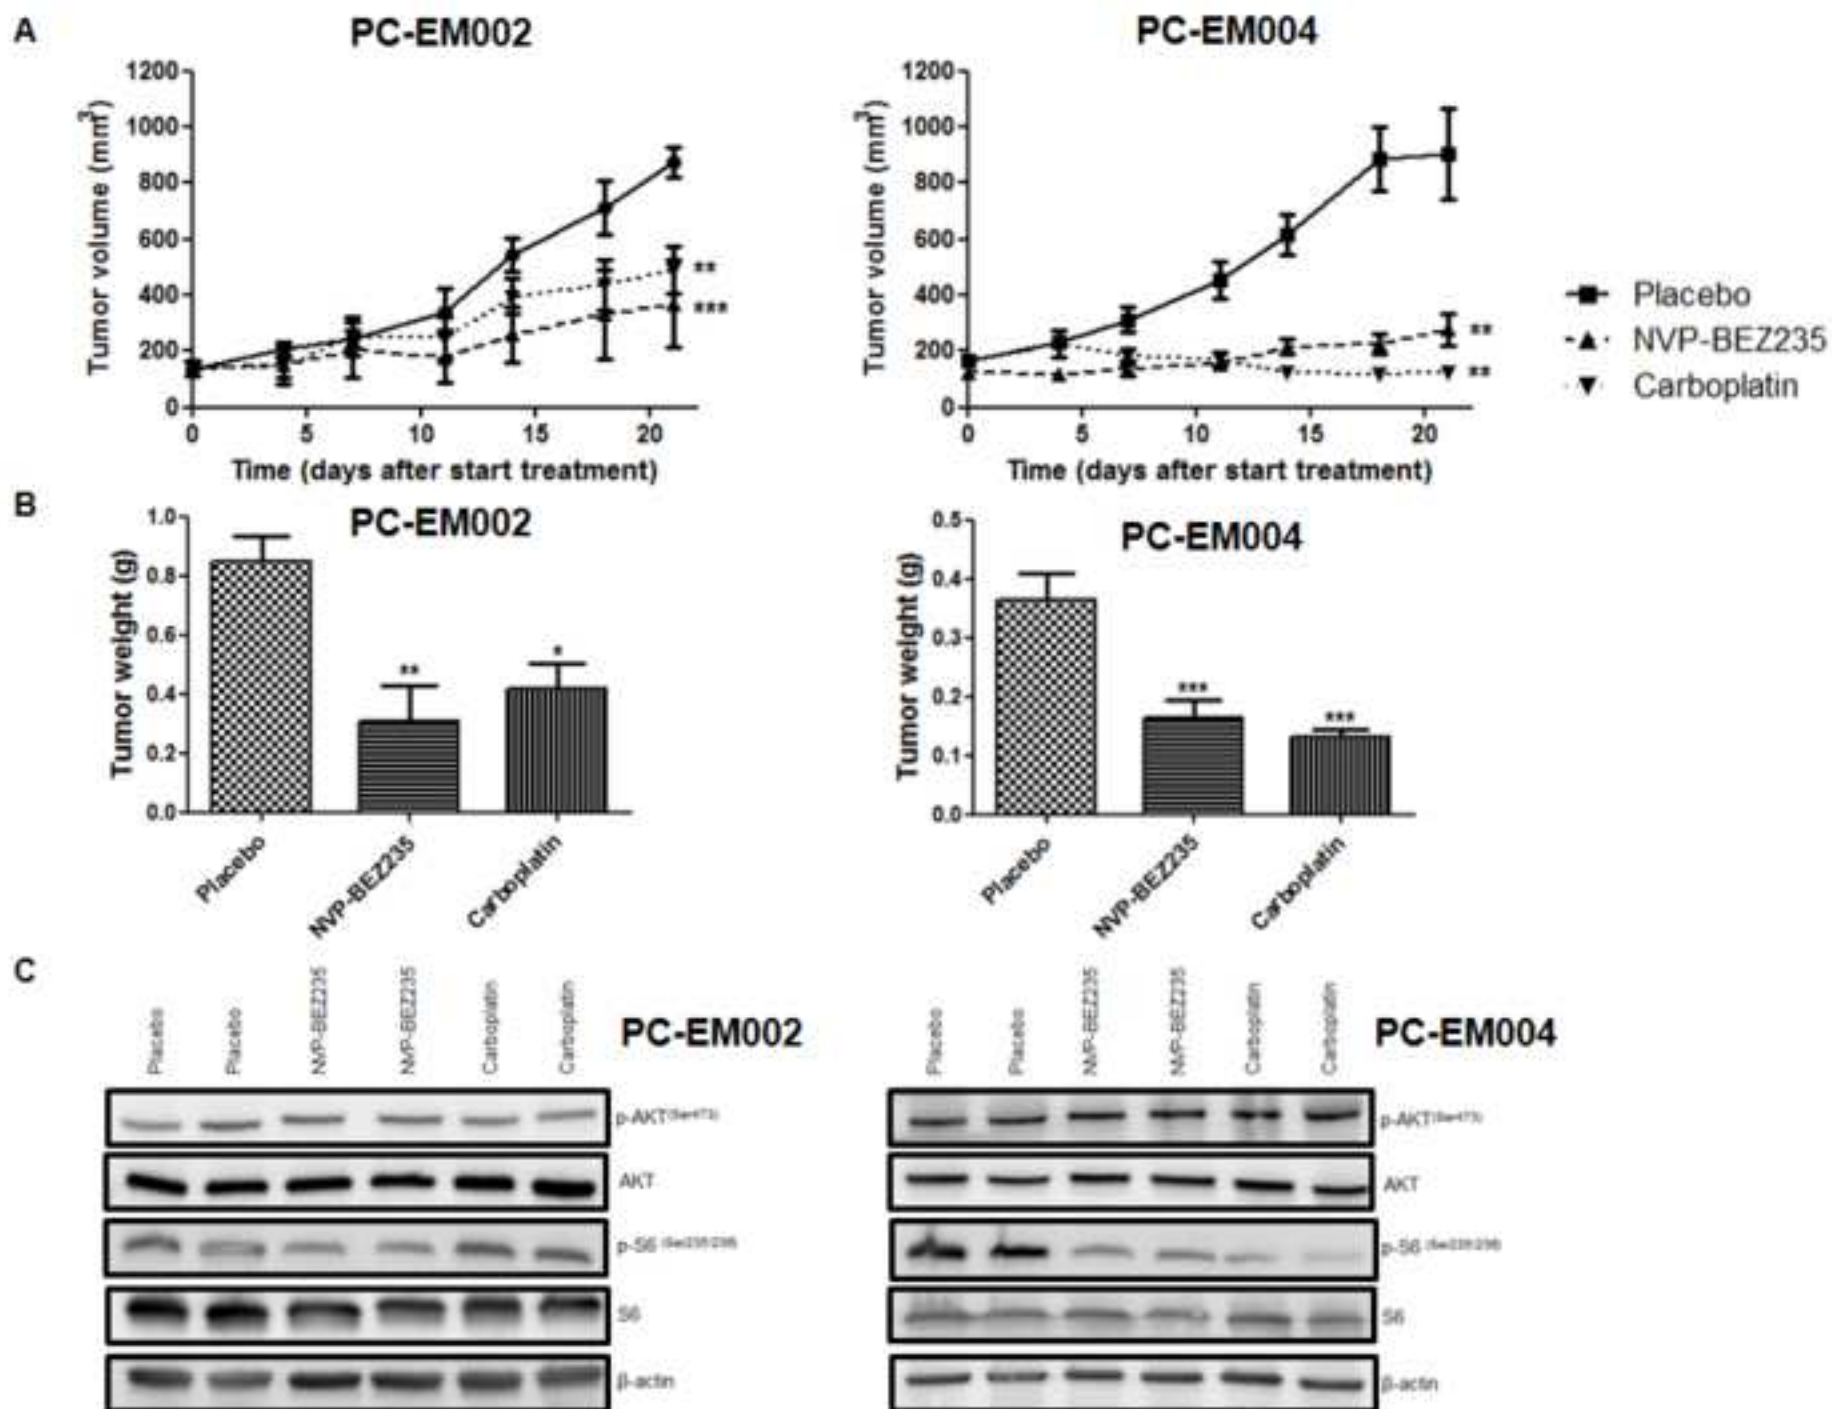 A
PC-EM002
PC-EM004
Tumor volume (mm3)
1200
1000
800
600
400
200
0
0 5 10 15 20
Time (days after start treatment)
**
***
Tumor volume (mm3)
1200
1000
800
600
400
200
0
0 5 10 15 20
Time (days after start treatment)
**
**
Placebo
NVP-BEZ235
Carboplatin
B
PC-EM002
Tumor weight (g)
1.0
0.8
0.6
0.4
0.2
0.0
**
*
Placebo
NVP-BEZ235
Carboplatin
PC-EM004
Tumor weight (g)
0.5
0.4
0.3
0.2
0.1
0.0
***
***
Placebo
NVP-BEZ235
Carboplatin
C
Placebo
Placebo
NVP-BEZ235
NVP-BEZ235
Carboplatin
Carboplatin
PC-EM002
p-AKT(Ser473)
AKT
p-S6
S6
β-actin
Placebo
Placebo
NVP-BEZ235
NVP-BEZ235
Carboplatin
Carboplatin
PC-EM004
p-AKT(Ser473)
AKT
p-S6
S6
β-actin